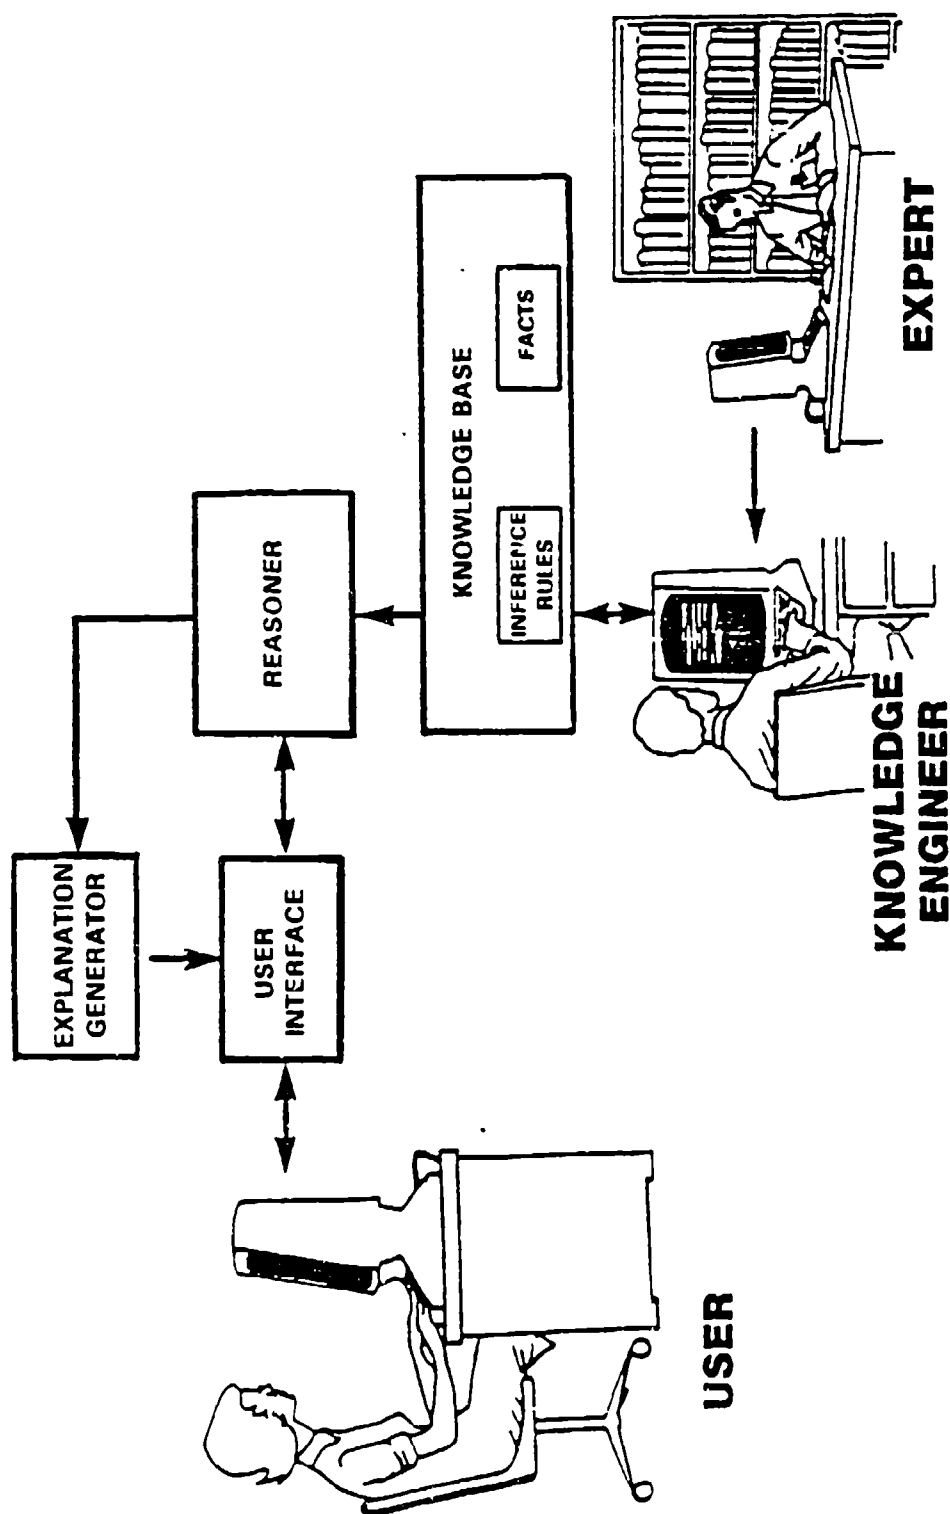 EXPLANATION
GENERATOR
USER
INTERFACE
REASONER
KNOWLEDGE BASE
INFERENCE
RULES
FACTS
USER
KNOWLEDGE
ENGINEER
EXPERT